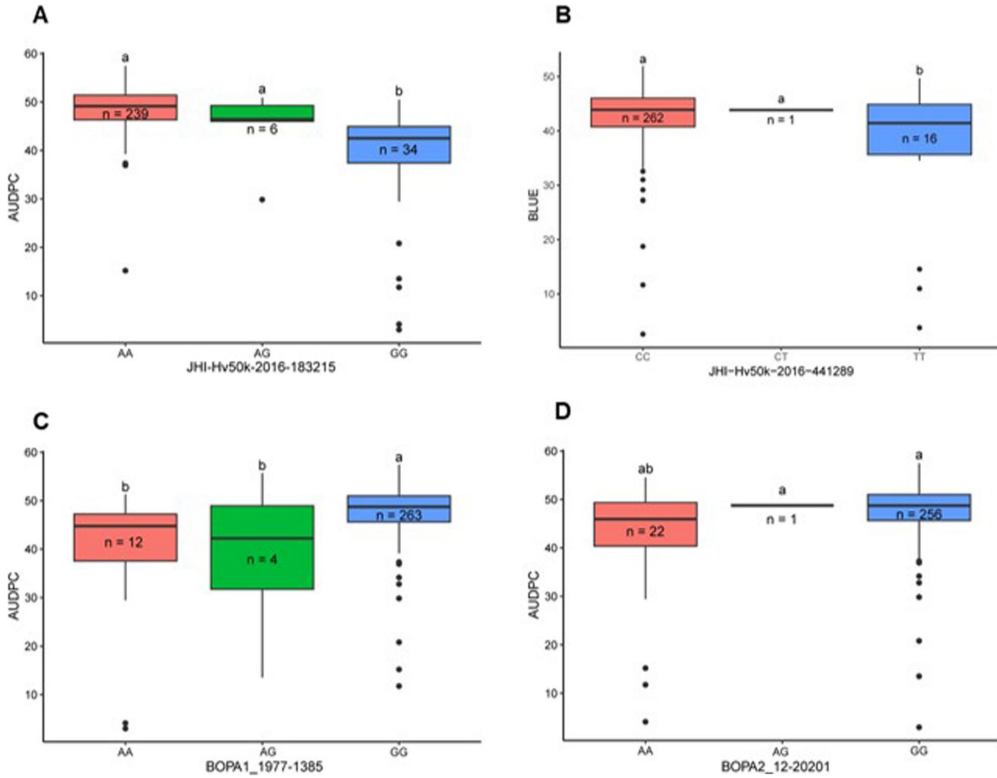 A
60
50
40
30
20
10
AUDPC
a
n = 239
a
n = 6
b
n = 34
AA
AG
GG
JHI-Hv50k-2016-183215
B
50
40
30
20
10
BLUE
a
n = 262
a
n = 1
b
n = 16
CC
CT
TT
JHI-Hv50k-2016-441289
C
60
50
40
30
20
10
AUDPC
b
n = 12
b
n = 4
a
n = 263
AA
AG
GG
BOPA1_1977-1385
D
60
50
40
30
20
10
AUDPC
ab
n = 22
a
n = 1
a
n = 256
AA
AG
GG
BOPA2_12-20201